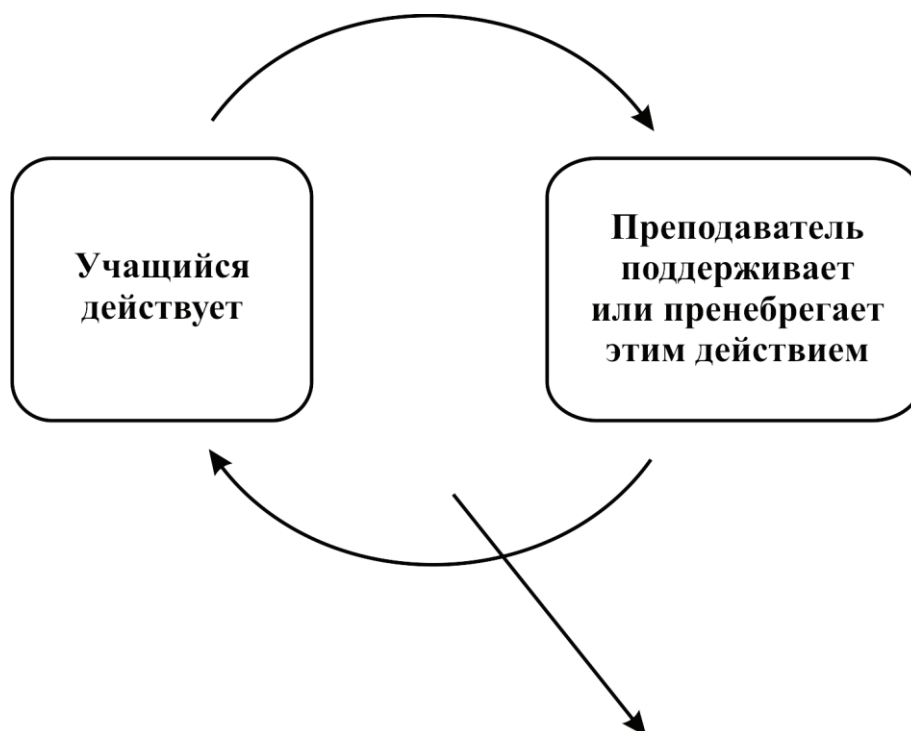 Учащийся
действует
Преподаватель
поддерживает
или пренебрегает
этим действием